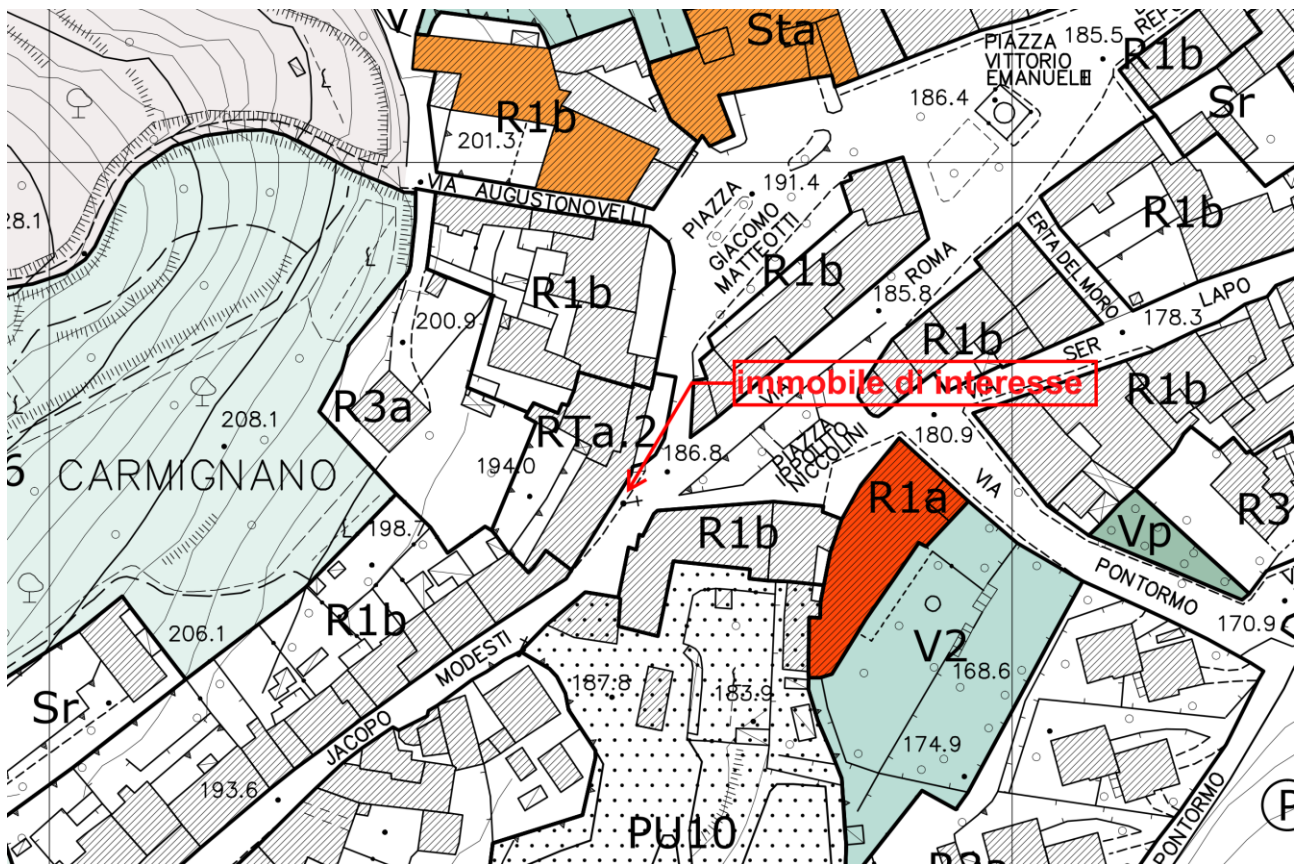 V
Sta
PIAZZA
VITTORIO
EMANUELE II
185.5
R1b
186.4
Sr
R1b
201.3
VIA AUGUSTO NOVELLI
PIAZZA
GIACOMO
MATTEOTTI
191.4
R1b
28.1
ERTA DEL MORO
R1b
R1b
ROMA
185.8
VIA
LAPO
SER
178.3
200.9
R1b
immobile di interesse
R1b
R3a
RTa.2
208.1
6
CARMIGNANO
194.0
186.8
PIAZZA
IPPOLITO
NICCOLINI
180.9
VIA
R1a
R3
198.7
R1b
Vp
PONTORMO
170.9
206.1
R1b
MODESTI
JACOPO
V2
168.6
Sr
187.8
183.9
174.9
193.6
PU10
PONTORMO
P